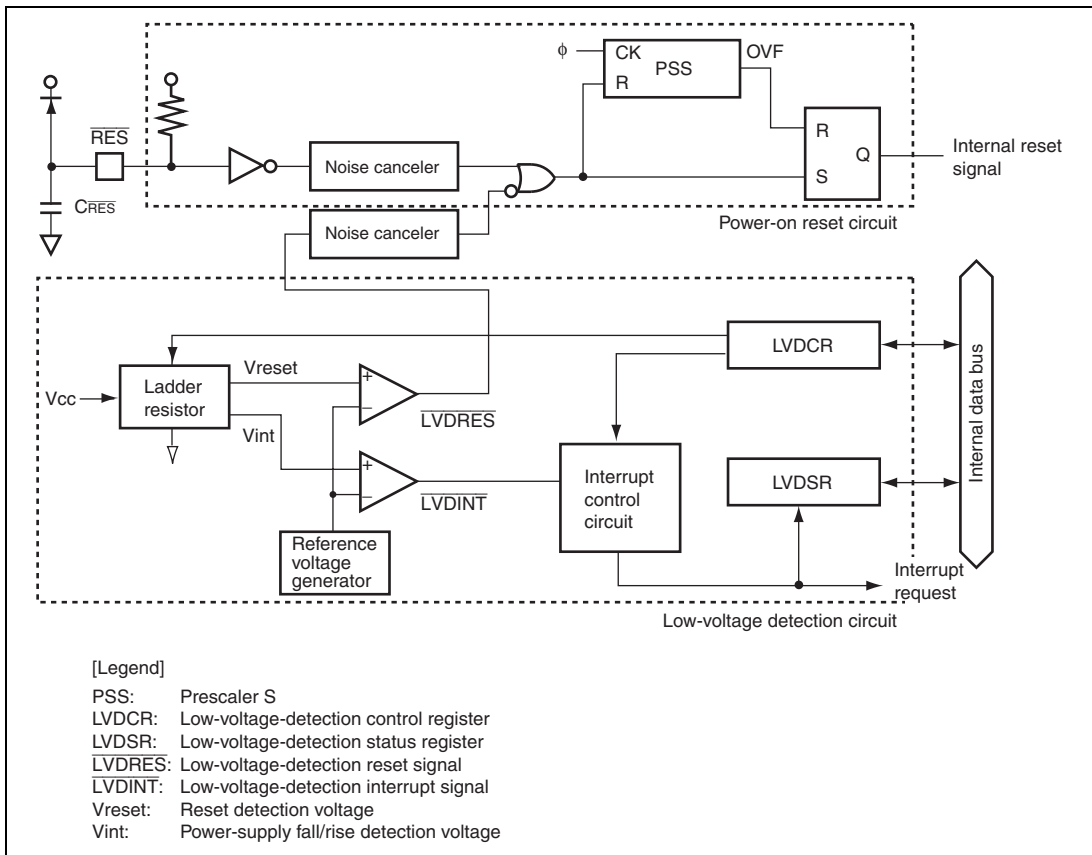 φ
CK
PSS
R
OVF
RES
CRES
Noise canceler
R
Q
S
Internal reset
signal
Power-on reset circuit
Noise canceler
LVDCR
Vreset
Vcc
Ladder
resistor
Vint
LVDRES
LVDINT
Interrupt
control
circuit
LVDSR
Internal data bus
Reference
voltage
generator
Interrupt
request
Low-voltage detection circuit
[Legend]
PSS: Prescaler S
LVDCR: Low-voltage-detection control register
LVDSR: Low-voltage-detection status register
LVDRES: Low-voltage-detection reset signal
LVDINT: Low-voltage-detection interrupt signal
Vreset: Reset detection voltage
Vint: Power-supply fall/rise detection voltage